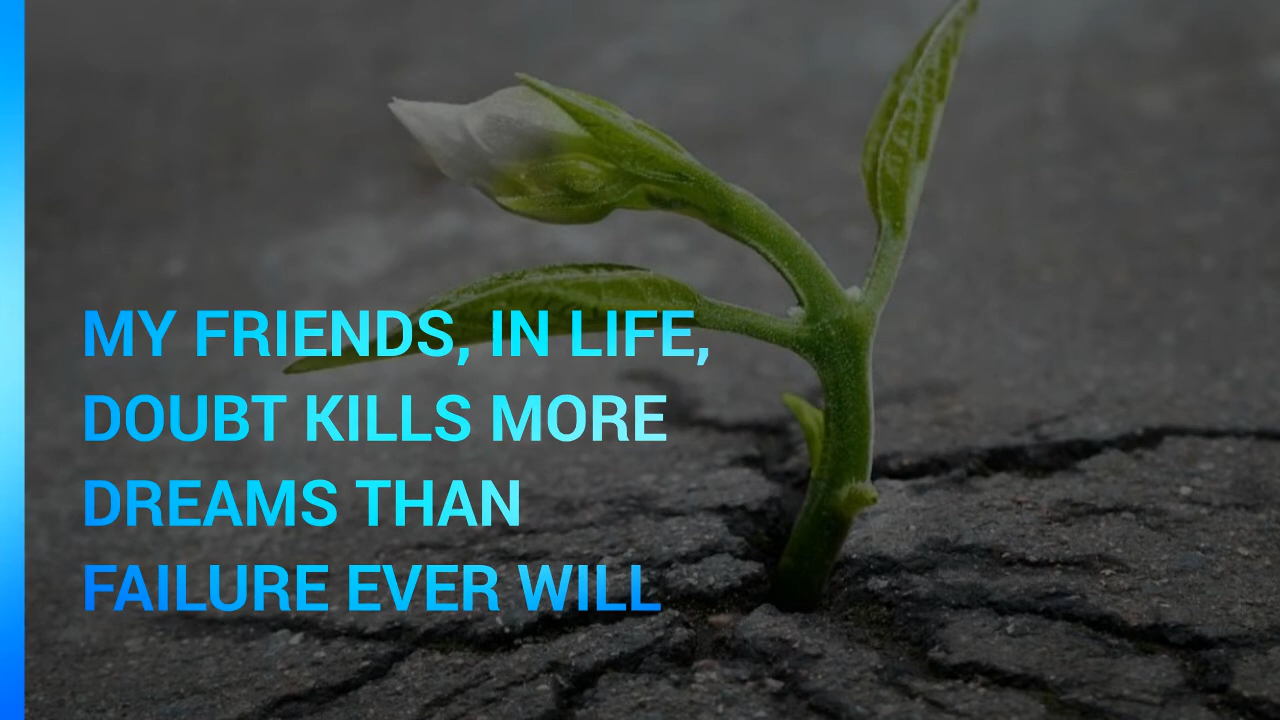 MY FRIENDS, IN LIFE,
DOUBT KILLS MORE
DREAMS THAN
FAILURE EVER WILL